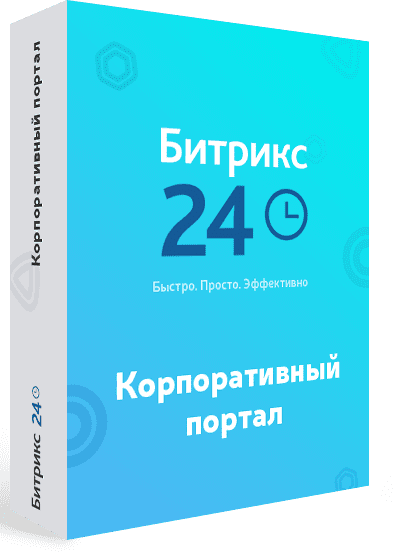 Битрикс
24
Быстро. Просто. Эффективно
Корпоративный
портал
Корпоративный портал
Битрикс 24